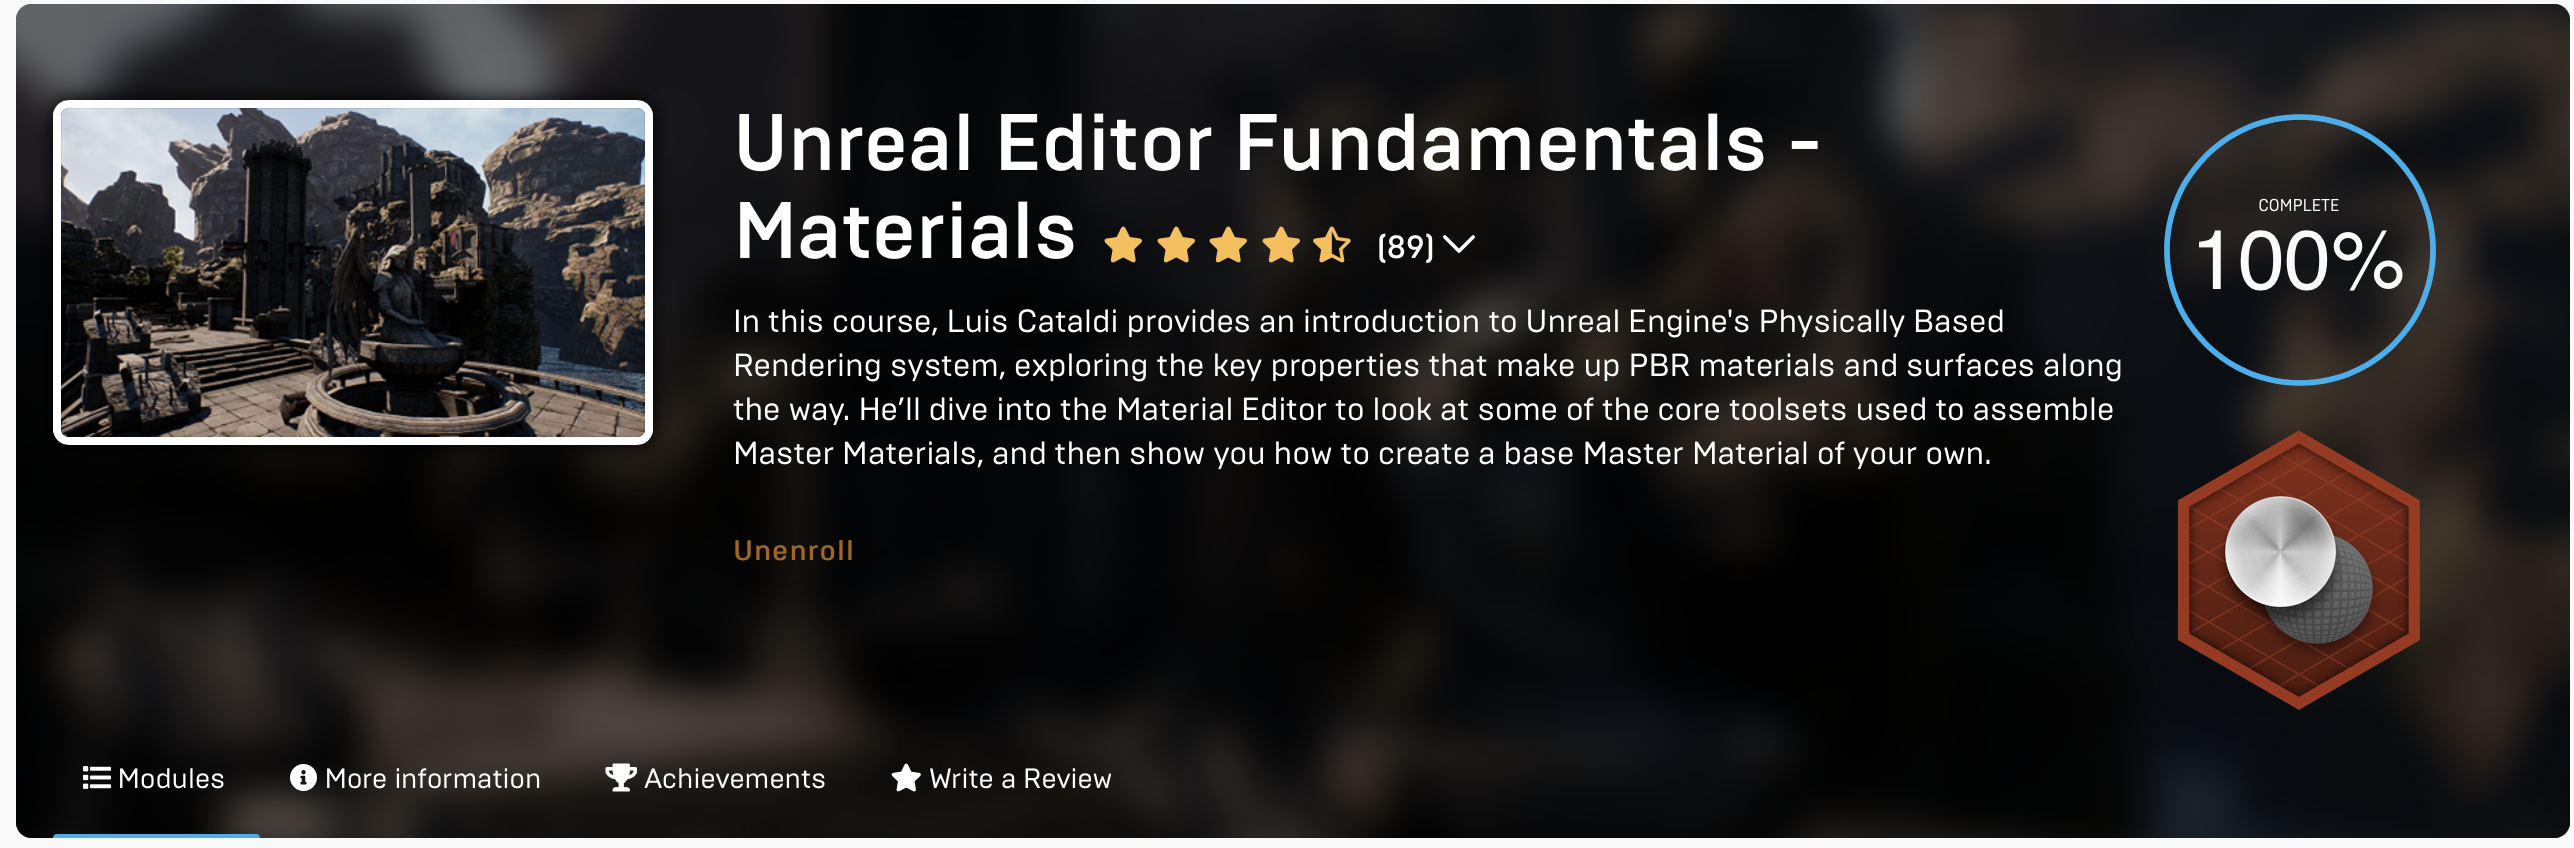 Unreal Editor Fundamentals -
Materials (89)
In this course, Luis Cataldi provides an introduction to Unreal Engine's Physically Based
Rendering system, exploring the key properties that make up PBR materials and surfaces along
the way. He’ll dive into the Material Editor to look at some of the core toolsets used to assemble
Master Materials, and then show you how to create a base Master Material of your own.
Unenroll
COMPLETE
100%
Modules
More information
Achievements
Write a Review